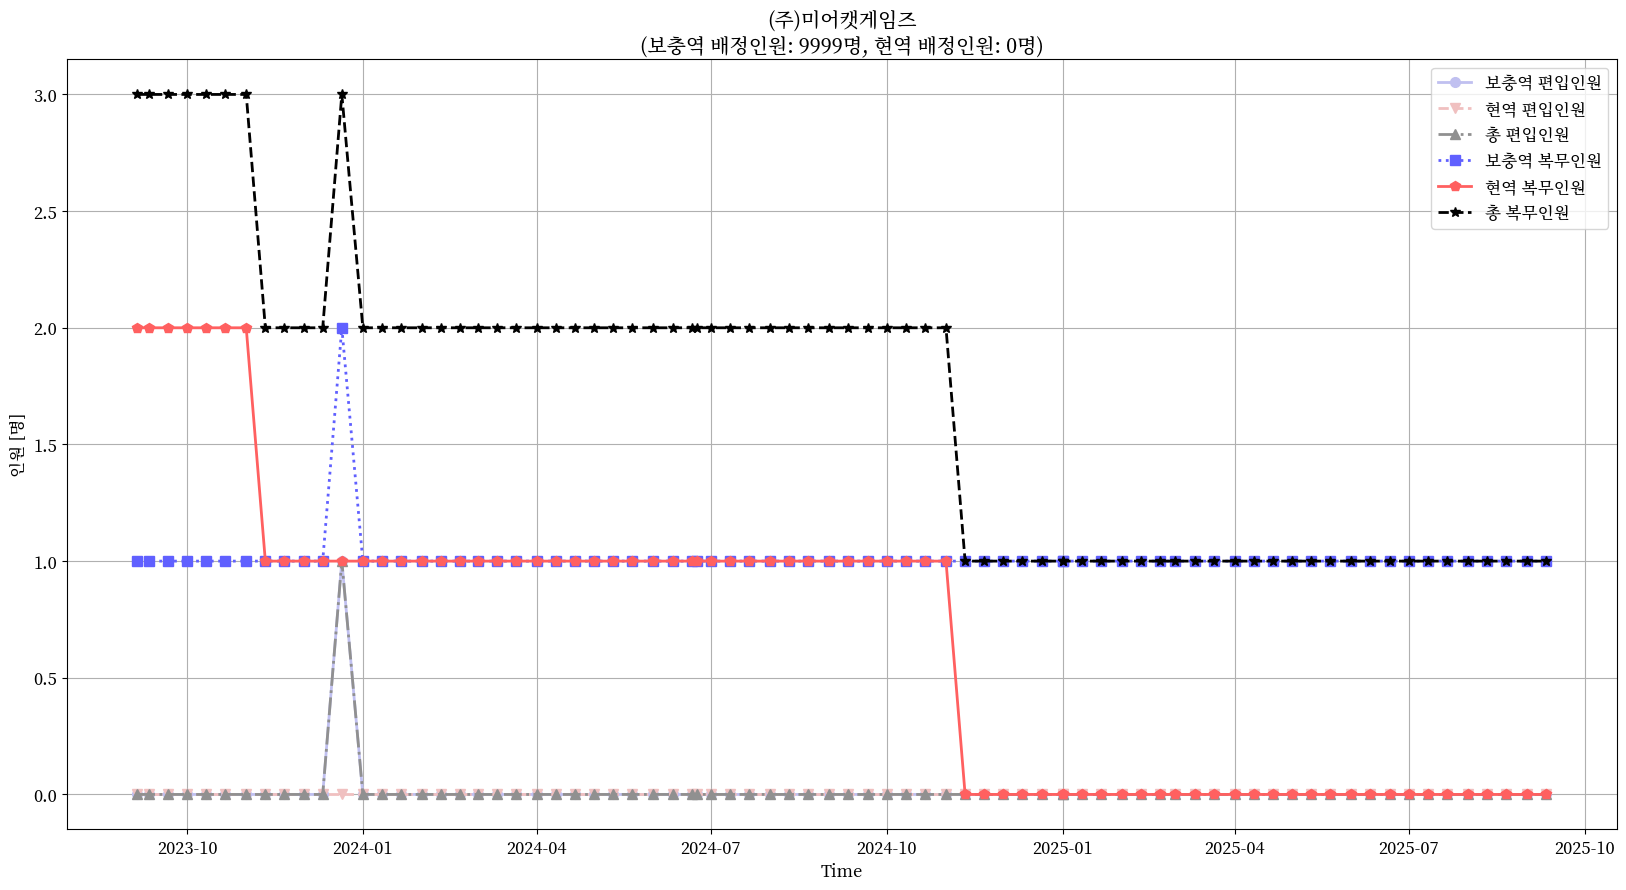 (주)미어캣게임즈
(보충역 배정인원: 9999명, 현역 배정인원: 0명)
보충역 편입인원
현역 편입인원
총 편입인원
보충역 복무인원
현역 복무인원
총 복무인원
인원 [명]
3.0
2.5
2.0
1.5
1.0
0.5
0.0
2023-10
2024-01
2024-04
2024-07
2024-10
2025-01
2025-04
2025-07
2025-10
Time